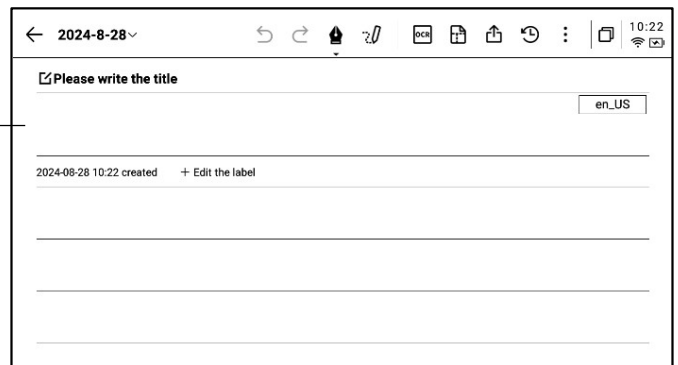 2024-8-28
OCR
10:22
Please write the title
en_US
2024-08-28 10:22 created + Edit the label